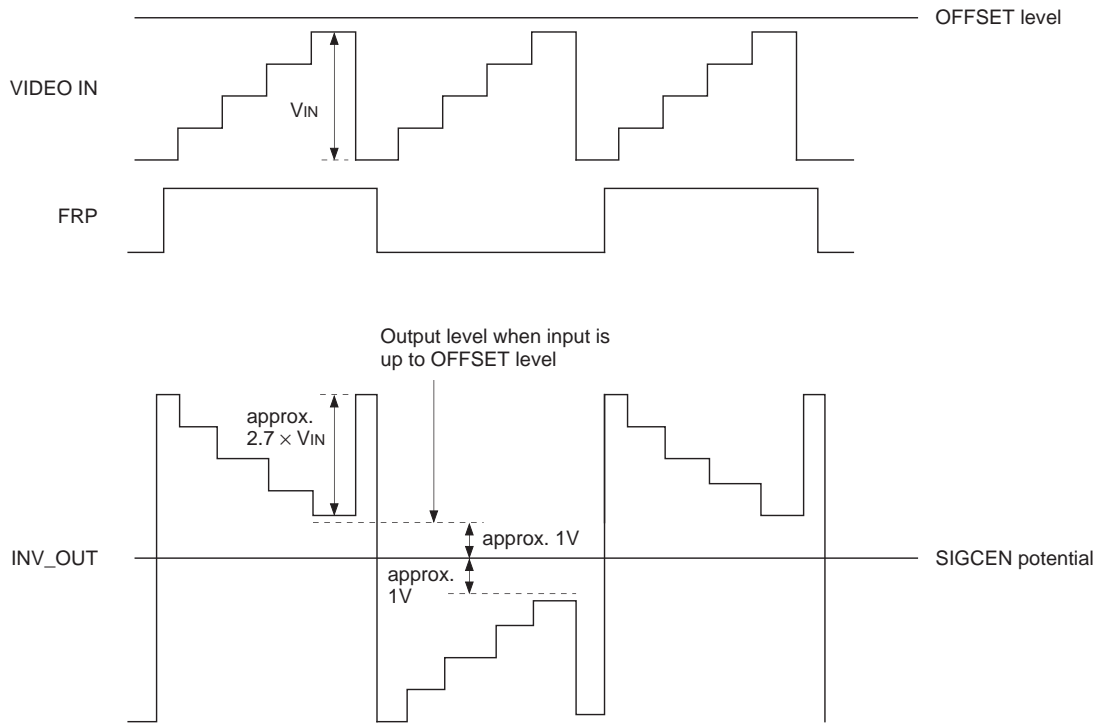 OFFSET level
VIDEO IN
VIN
FRP
Output level when input is
up to OFFSET level
approx.
2.7 × VIN
approx. 1V
INV_OUT
SIGCEN potential
approx.
1V